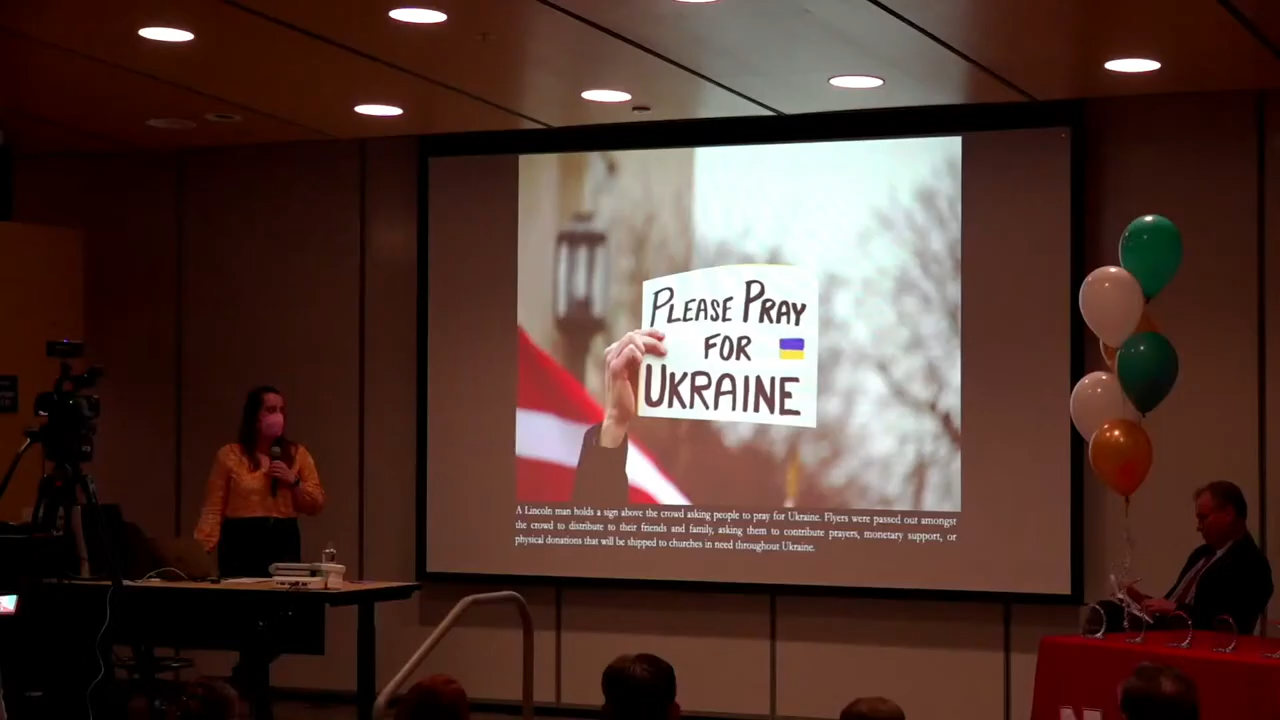 PLEASE PRAY
FOR
UKRAINE
A Lincoln man holds a sign above the crowd asking people to pray for Ukraine. Flyers were passed out amongst
the crowd to distribute to their friends and family, asking them to contribute prayers, monetary support, or
physical donations that will be shipped to churches in need throughout Ukraine.
N